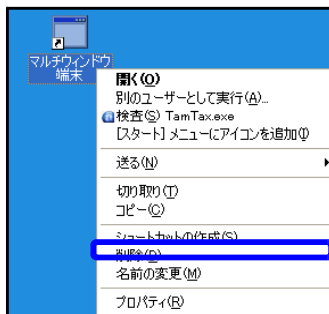 マルチウィンドウ
端末
開く(O)
別のユーザーとして実行(A)...
検査(S) TamTax.exe
[スタート] メニューにアイコンを追加(I)
送る(N)
切り取り(T)
コピー(C)
ショートカットの作成(S)
削除(D)
名前の変更(M)
プロパティ(R)